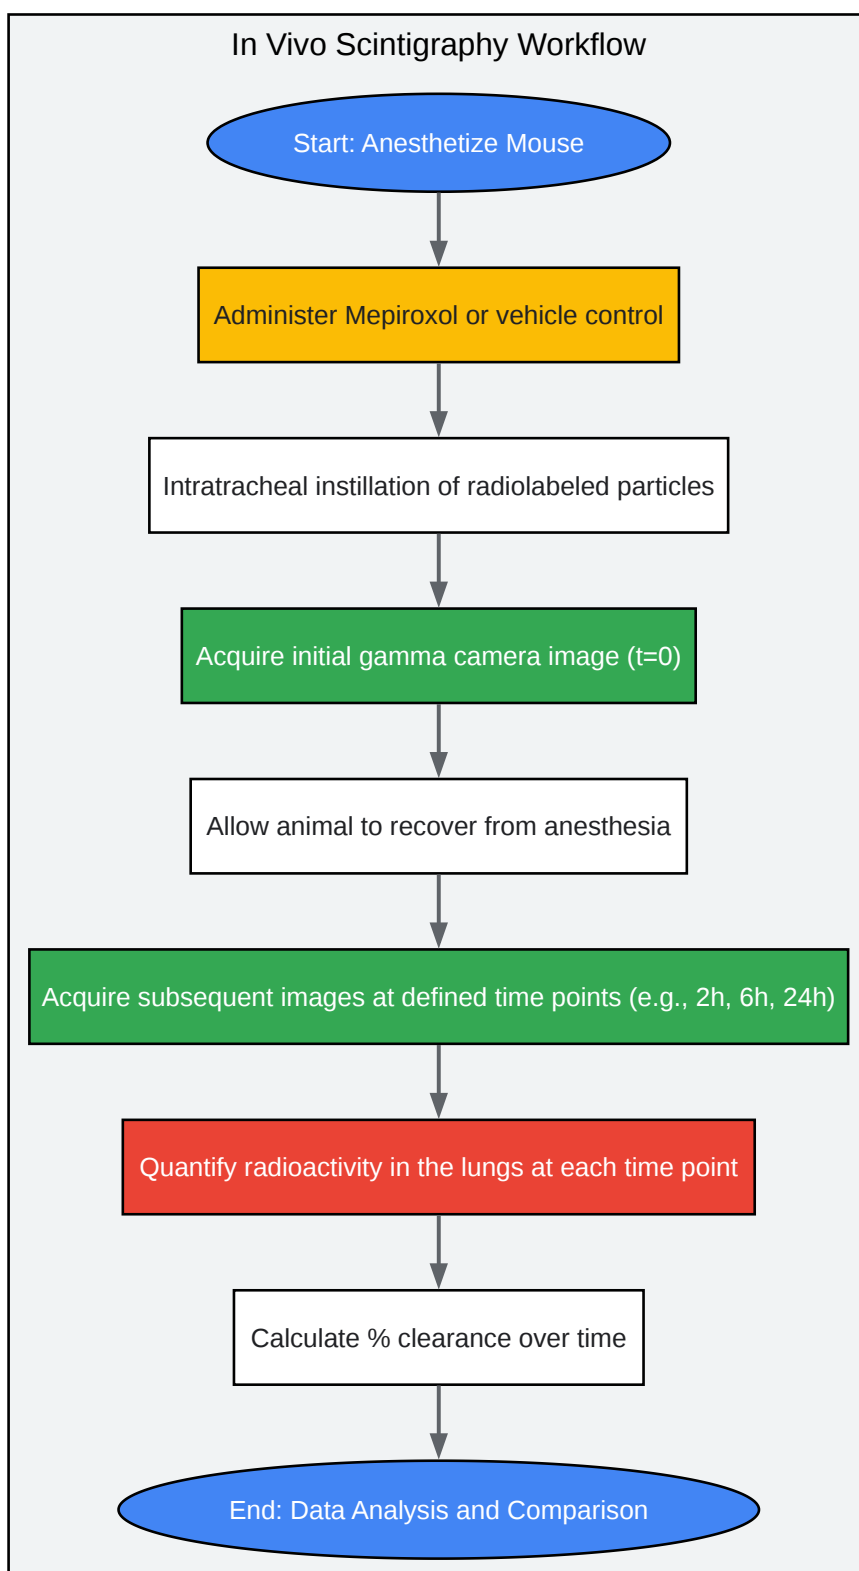 In Vivo Scintigraphy Workflow
Start: Anesthetize Mouse
Administer Mepiroxol or vehicle control
Intratracheal instillation of radiolabeled particles
Acquire initial gamma camera image (t=0)
Allow animal to recover from anesthesia
Acquire subsequent images at defined time points (e.g., 2h, 6h, 24h)
Quantify radioactivity in the lungs at each time point
Calculate % clearance over time
End: Data Analysis and Comparison